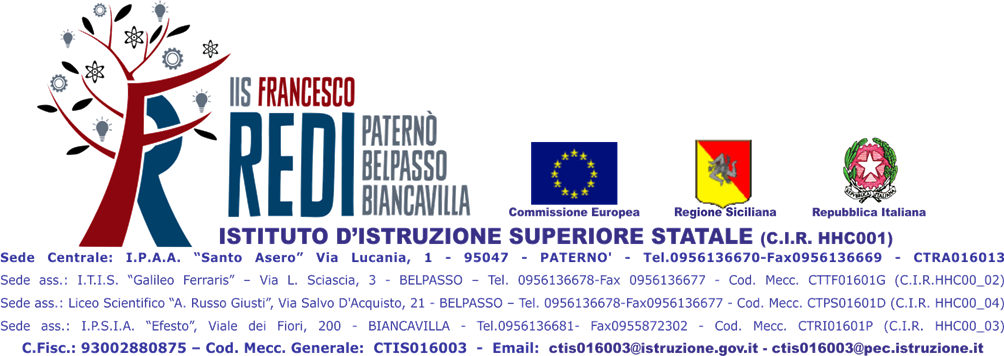 IIS FRANCESCO
REDI
PATERNÒ
BELPASSO
BIANCAVILLA
Commissione Europea
Regione Siciliana
Repubblica Italiana
ISTITUTO D'ISTRUZIONE SUPERIORE STATALE (C.I.R. HHC001)
Sede Centrale: I.P.A.A. “Santo Asero” Via Lucania, 1 - 95047 - PATERNO' - Tel.0956136670-Fax0956136669 - CTRA016013
Sede ass.: I.T.I.S. “Galileo Ferraris” – Via L. Sciascia, 3 - BELPASSO – Tel. 0956136678-Fax 0956136677 - Cod. Mecc. CTTF01601G (C.I.R.HHC00_02)
Sede ass.: Liceo Scientifico “A. Russo Giusti”, Via Salvo D'Acquisto, 21 - BELPASSO – Tel. 0956136678-Fax0956136677 - Cod. Mecc. CTPS01601D (C.I.R. HHC00_04)
Sede ass.: I.P.S.I.A. “Efesto”, Viale dei Fiori, 200 - BIANCAVILLA - Tel.0956136681- Fax0955872302 - Cod. Mecc. CTRI01601P (C.I.R. HHC00_03)
C.Fisc.: 93002880875 – Cod. Mecc. Generale: CTIS016003 - Email: ctis016003@istruzione.gov.it - ctis016003@pec.istruzione.it